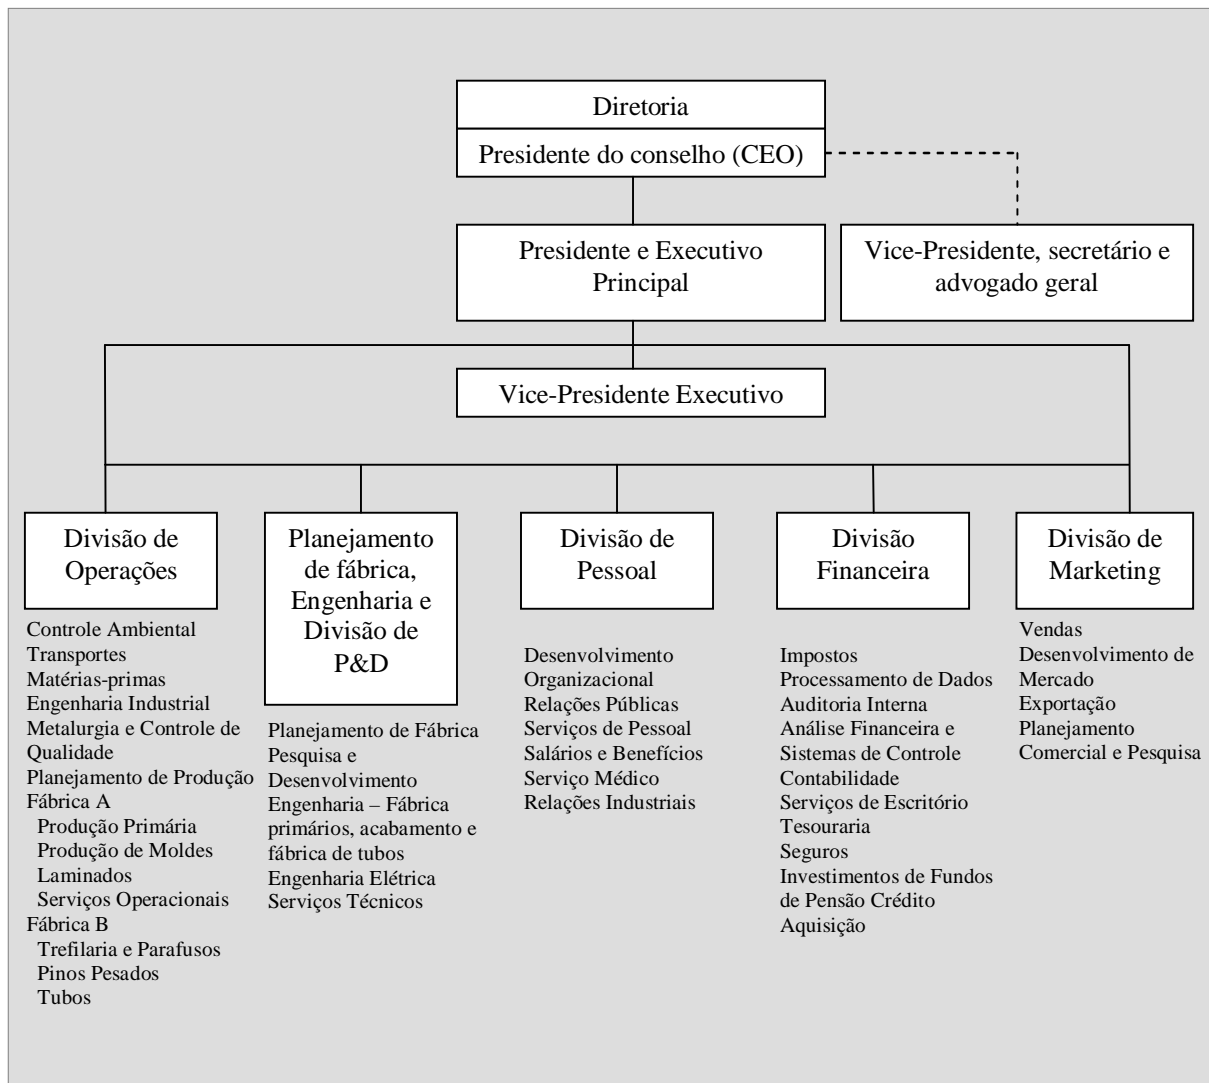 Diretoria
Presidente do conselho (CEO)
Presidente e Executivo
Principal
Vice-Presidente, secretário e
advogado geral
Vice-Presidente Executivo
Divisão de
Operações
Controle Ambiental
Transportes
Matérias-primas
Engenharia Industrial
Metalurgia e Controle de
Qualidade
Planejamento de Produção
Fábrica A
Produção Primária
Produção de Moldes
Laminados
Serviços Operacionais
Fábrica B
Trefilaria e Parafusos
Pinos Pesados
Tubos
Planejamento
de fábrica,
Engenharia e
Divisão de
P&D
Planejamento de Fábrica
Pesquisa e
Desenvolvimento
Engenharia – Fábrica
primários, acabamento e
fábrica de tubos
Engenharia Elétrica
Serviços Técnicos
Divisão de
Pessoal
Desenvolvimento
Organizacional
Relações Públicas
Serviços de Pessoal
Salários e Benefícios
Serviço Médico
Relações Industriais
Divisão
Financeira
Impostos
Processamento de Dados
Auditoria Interna
Análise Financeira e
Sistemas de Controle
Contabilidade
Serviços de Escritório
Tesouraria
Seguros
Investimentos de Fundos
de Pensão Crédito
Aquisição
Divisão de
Marketing
Vendas
Desenvolvimento de
Mercado
Exportação
Planejamento
Comercial e Pesquisa